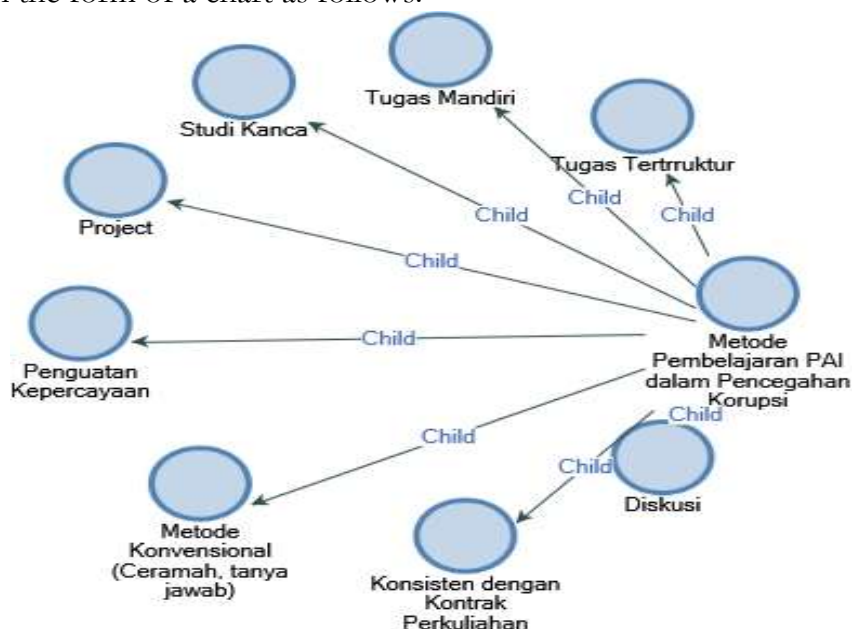 the form of a chart as follows:
Tugas Mandiri
Studi Kanca
Tugas Tertrruktur
Child
Child
Child
Project
Child
Child
Metode
Pembelajaran PAI
dalam Pencegahan
Korupsi
Penguatan
Kepercayaan
Child
Child
Child
Diskusi
Metode
Konvensional
(Ceramah, tanya
jawab)
Konsisten dengan
Kontrak
Perkuliahan